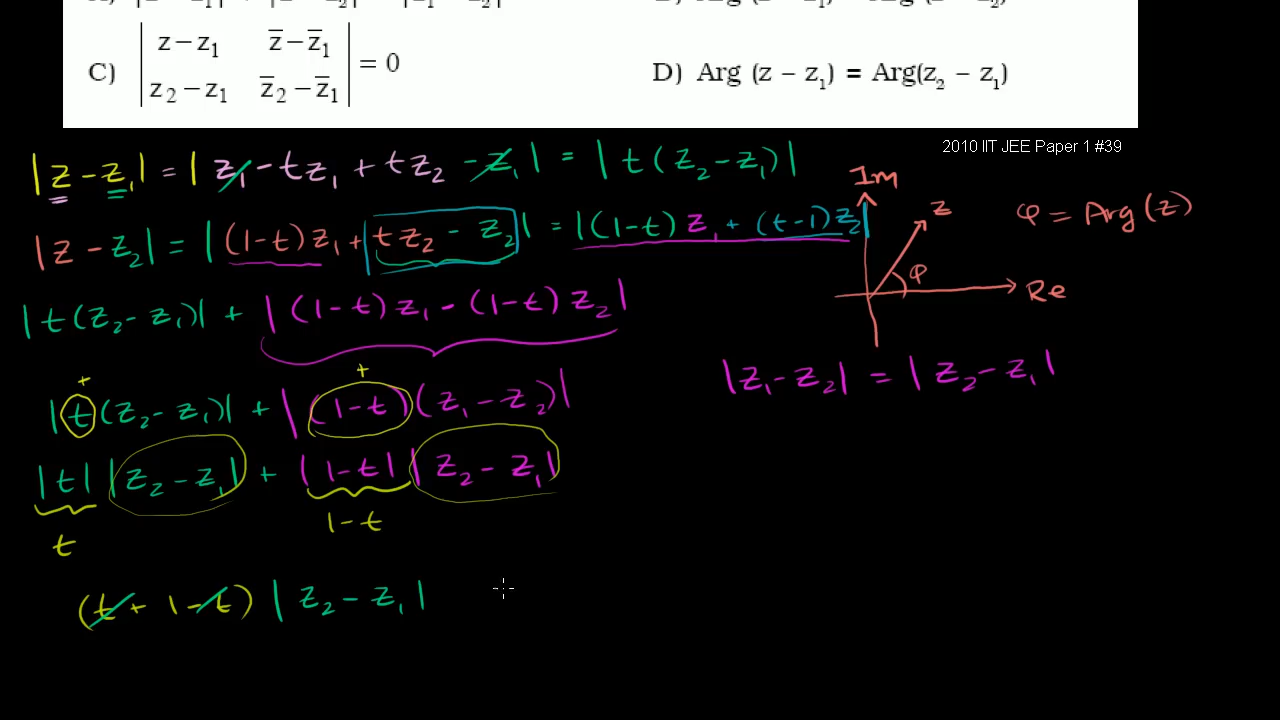 C) | z − z₁ z̄ − z̄₁ | = 0
| z₂ − z₁ z̄₂ − z̄₁ |
D) Arg (z − z₁) = Arg(z₂ − z₁)
2010 IIT JEE Paper 1 #39
|z − z₁| = |z₁ − tz₁ + tz₂ − z₁| = |t(z₂ − z₁)|
Im
z
φ = Arg(z)
|z − z₂| = |(1−t)z₁ + tz₂ − z₂| = |(1−t)z₁ + (t−1)z₂|
φ
Re
|t(z₂ − z₁)| + |(1−t)z₁ − (1−t)z₂|
|z₁ − z₂| = |z₂ − z₁|
+ +
|t(z₂ − z₁)| + |(1−t)(z₁ − z₂)|
|t||z₂ − z₁| + |1−t||z₂ − z₁|
t 1−t
(t + 1 − t)|z₂ − z₁|